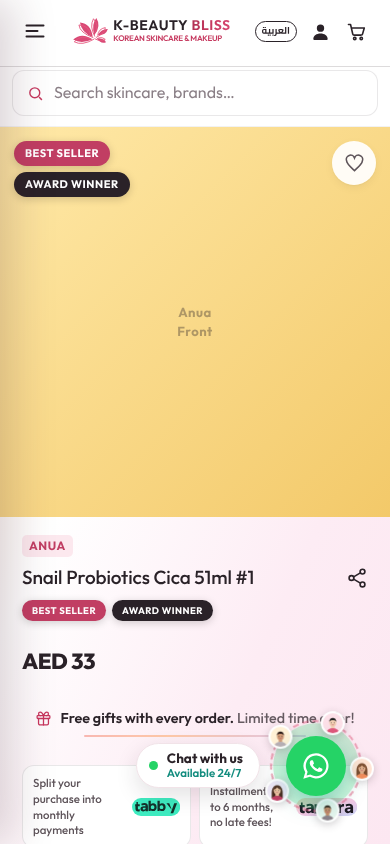 K-BEAUTY BLISS
KOREAN SKINCARE & MAKEUP
العربية
Search skincare, brands...
BEST SELLER
AWARD WINNER
Anua
Front
ANUA
Snail Probiotics Cica 51ml #1
BEST SELLER
AWARD WINNER
AED 33
Free gifts with every order. Limited time
Chat with us
Available 24/7
Split your
purchase into
monthly
payments
tabby
to 6 months,
no late fees!